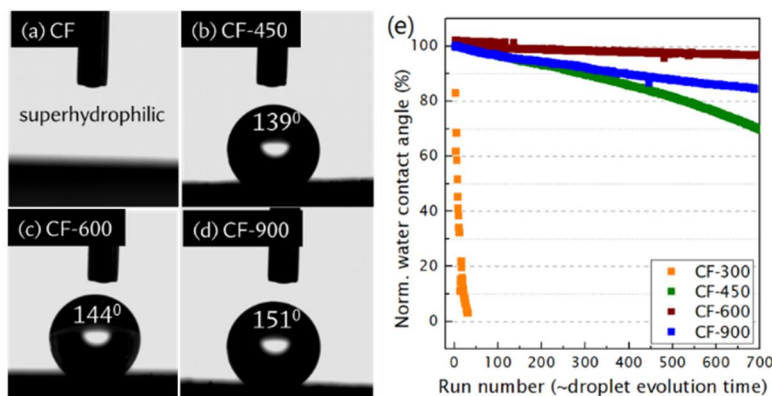 (a) CF
superhydrophilic
(b) CF-450
139⁰
(c) CF-600
144⁰
(d) CF-900
151⁰
(e)
Norm. water contact angle (%)
100
80
60
40
20
0
CF-300
CF-450
CF-600
CF-900
0 100 200 300 400 500 600 700
Run number (~droplet evolution time)